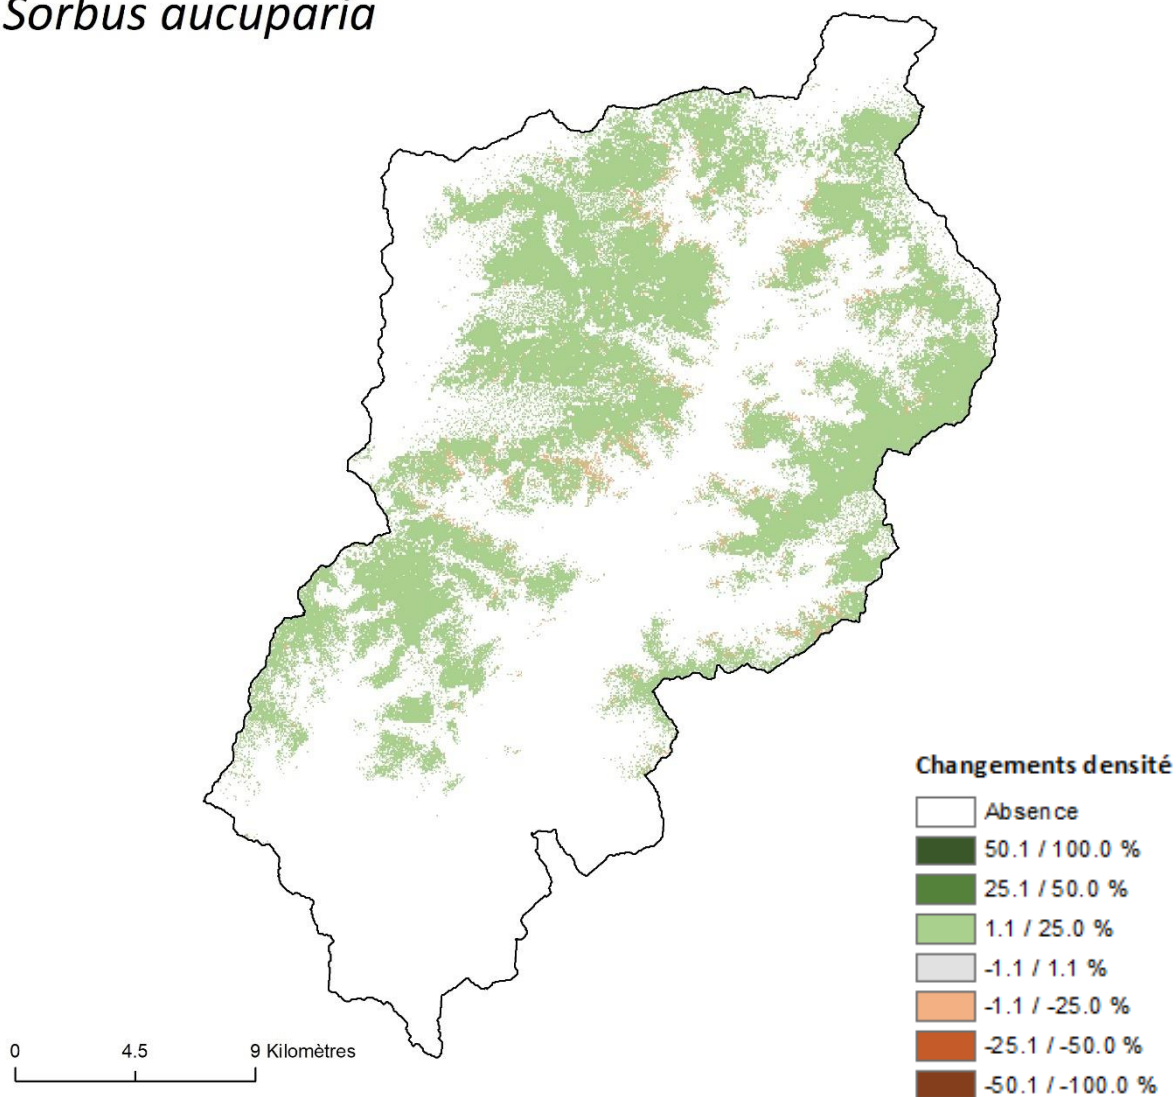 Sorbus aucuparia
Changements densité
Absence
50.1 / 100.0 %
25.1 / 50.0 %
1.1 / 25.0 %
-1.1 / 1.1 %
-1.1 / -25.0 %
-25.1 / -50.0 %
-50.1 / -100.0 %
0 4.5 9 Kilomètres